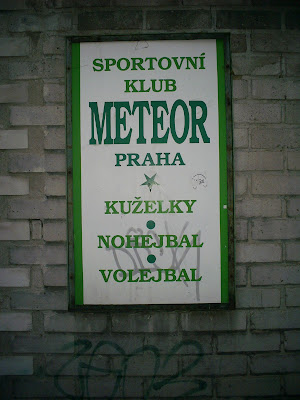 SPORTOVNÍ
KLUB
METEOR
PRAHA
KUŽELKY
NOHEJBAL
VOLEJBAL